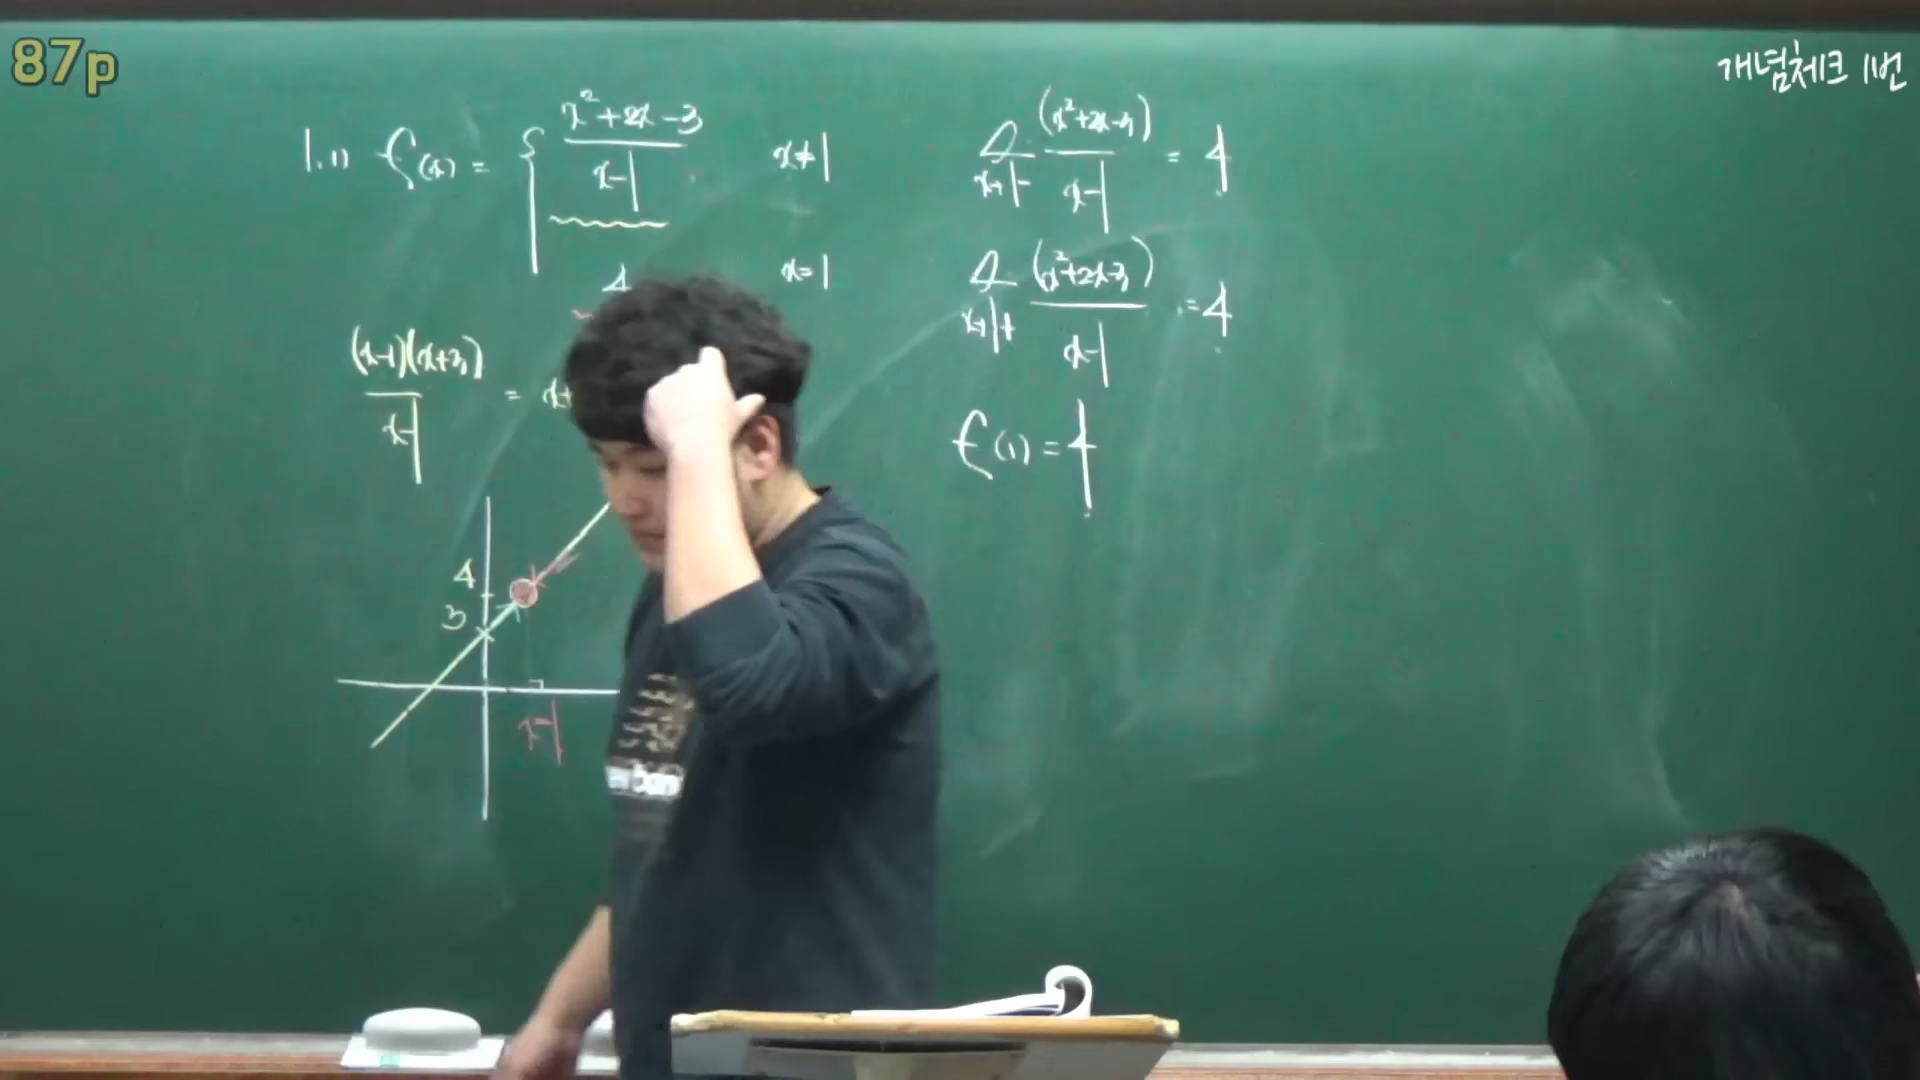 87p
개념체크 1번
1. 1) f(x) = { x²+2x-3 / x-1  x≠1
4  x=1
(x-1)(x+3) / x-1 = x+
4
3
x=1
lim x→1- (x²+2x-3) / x-1 = 4
lim x→1+ (x²+2x-3) / x-1 = 4
f(1) = 4